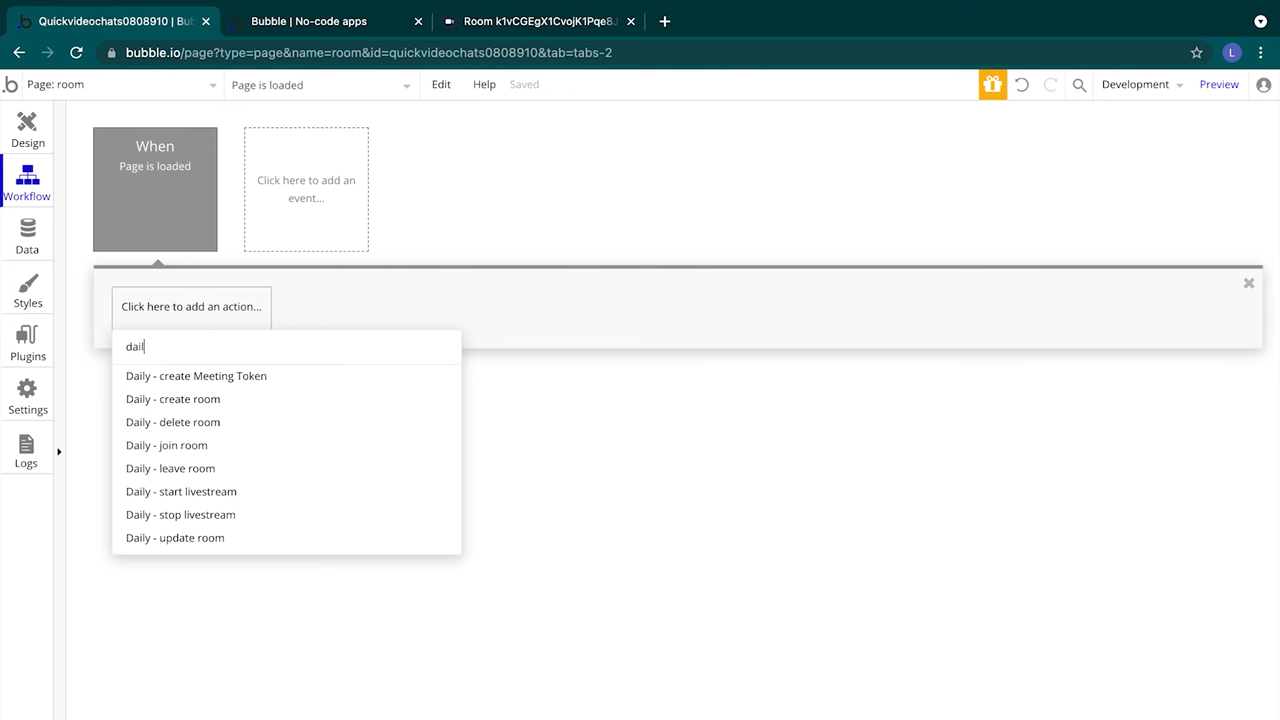 Quickvideochats0808910 | Bub
Bubble | No-code apps
Room k1vCGEgX1CvojK1Pqe8J
bubble.io/page?type=page&name=room&id=quickvideochats0808910&tab=tabs-2
L
b
Page: room
Page is loaded
Edit
Help
Saved
Development
Preview
Design
Workflow
Data
Styles
Plugins
Settings
Logs
When
Page is loaded
Click here to add an
event...
Click here to add an action...
dail
Daily - create Meeting Token
Daily - create room
Daily - delete room
Daily - join room
Daily - leave room
Daily - start livestream
Daily - stop livestream
Daily - update room